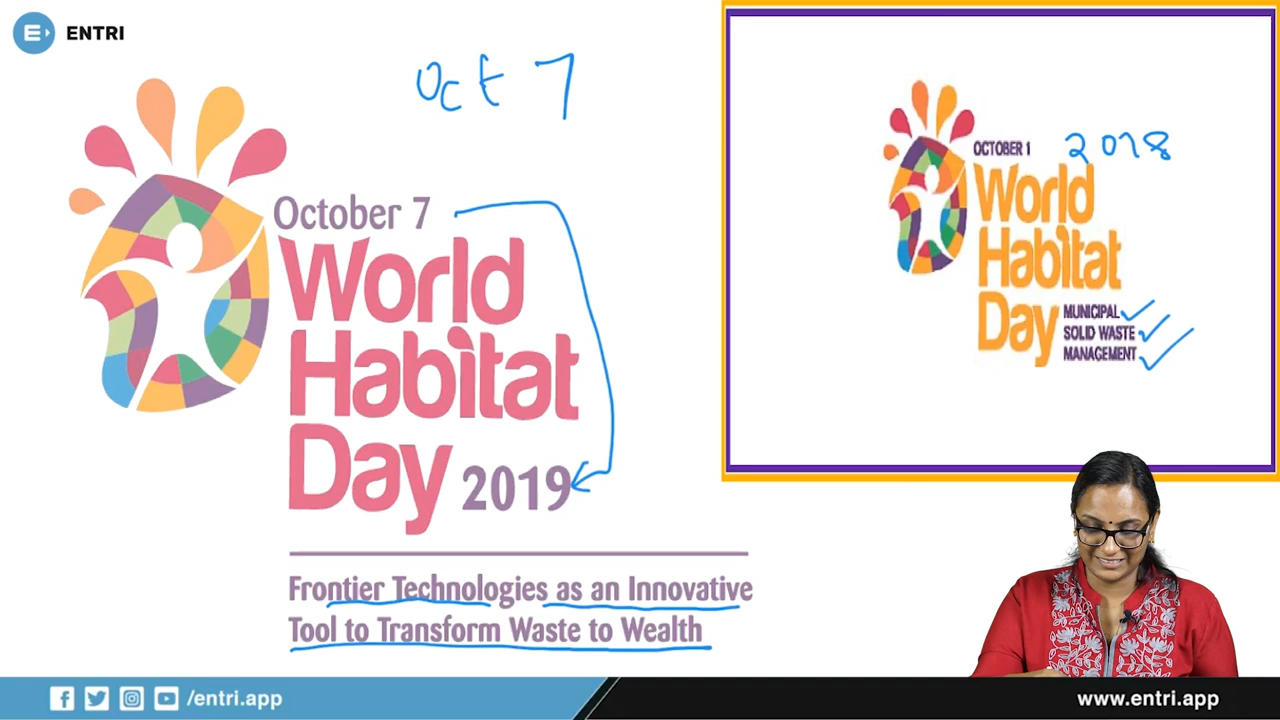 ENTRI
Oct 7
October 7
World
Habitat
Day 2019
Frontier Technologies as an Innovative
Tool to Transform Waste to Wealth
OCTOBER 1 2018
World
Habitat
Day
MUNICIPAL
SOLID WASTE
MANAGEMENT
/entri.app
www.entri.app